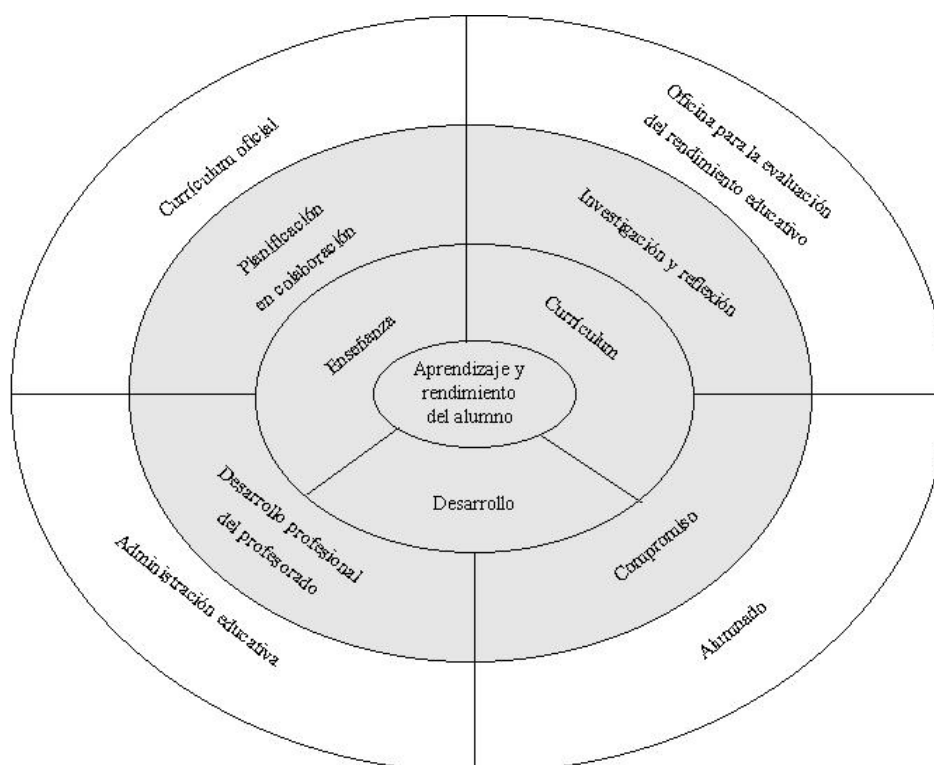 Currículum oficial
Oficina para la evaluación
del rendimiento educativo
Planificación
en colaboración
Investigación y reflexión
Enseñanza
Currículum
Aprendizaje y
rendimiento
del alumno
Desarrollo
Desarrollo profesional
del profesorado
Compromiso
Administración educativa
Alumnado